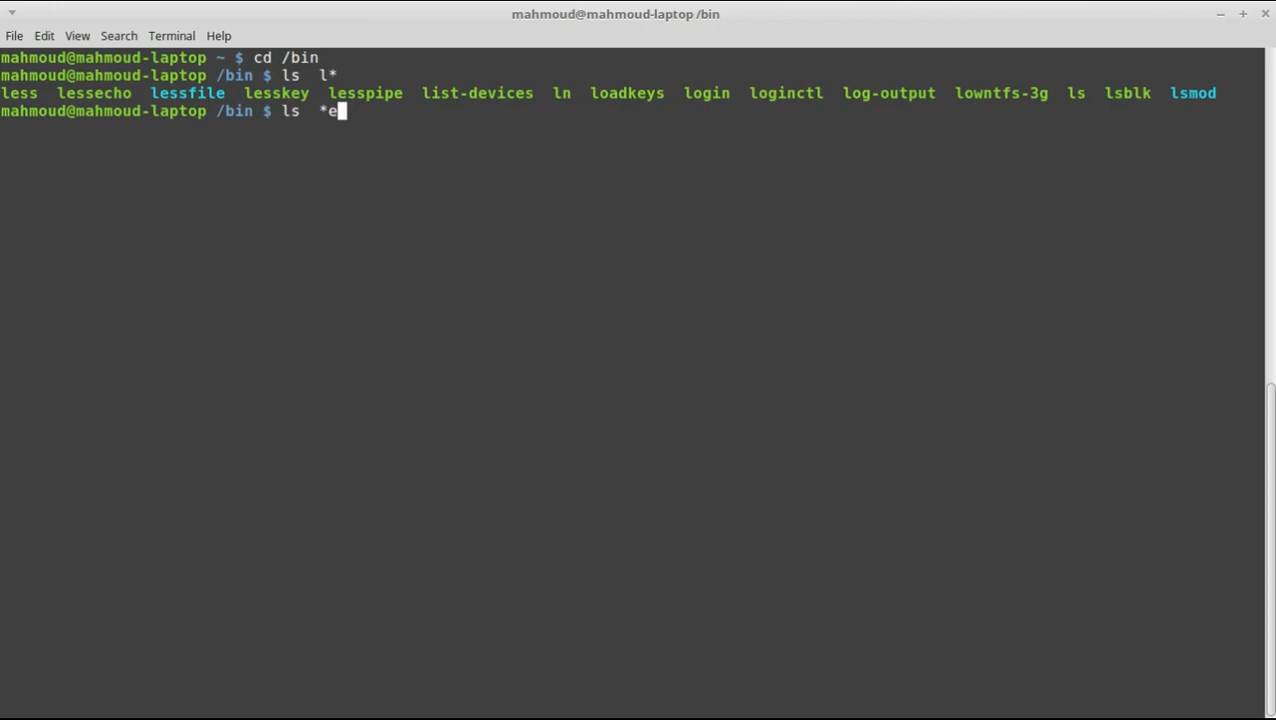 mahmoud@mahmoud-laptop /bin
File Edit View Search Terminal Help
mahmoud@mahmoud-laptop ~ $ cd /bin
mahmoud@mahmoud-laptop /bin $ ls  l*
less  lessecho  lessfile  lesskey  lesspipe  list-devices  ln  loadkeys  login  loginctl  log-output  lowntfs-3g  ls  lsblk  lsmod
mahmoud@mahmoud-laptop /bin $ ls  *e